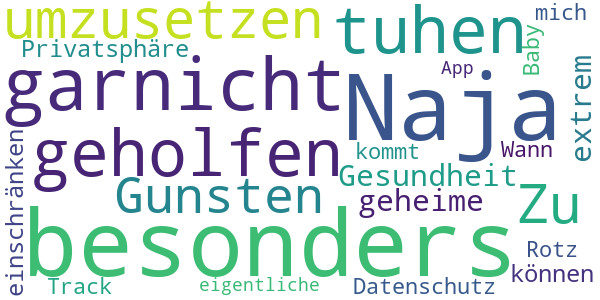 umzusetzen
tuhen
mich
Privatsphäre
Baby
garnicht
Naja
App
extrem
geholfen
kommt
Wann
einschränken
Gunsten
Gesundheit
geheime
Zu
besonders
Rotz
können
Track
eigentliche
Datenschutz